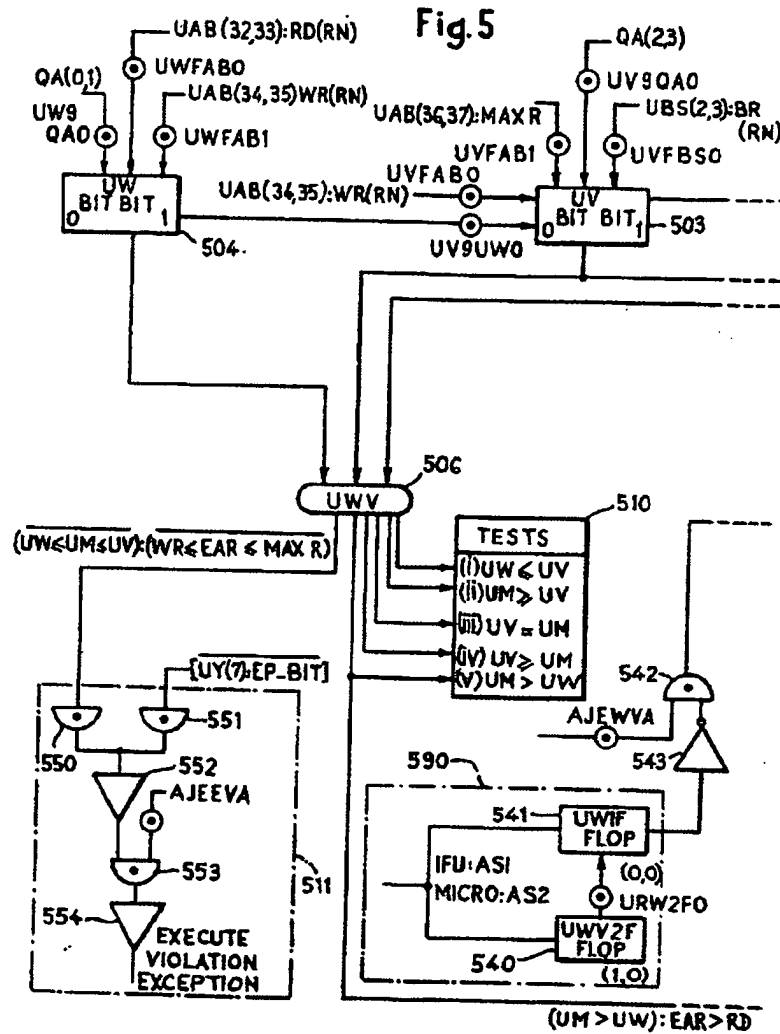 Fig. 5
UAB(32,33):RD(RN)
QA(0,1)
UWFAB0
UW9
QA0
UAB(34,35)WR(RN)
UWFAB1
QA(2,3)
UV9QA0
UAB(36,37):MAXR
UVFAB1
UBS(2,3):BR
(RN)
UVFBS0
UVFAB0
UAB(34,35):WR(RN)
UV9UW0
UW
BIT BIT
0 1
504
UV
BIT BIT
0 1
503
506
UWV
510
TESTS
(i) UW ≤ UV
(ii) UM ≥ UV
(iii) UV = UM
(iv) UV ≥ UM
(v) UM > UW
(UW≤UM≤UV):(WR≤EAR≤MAX R)
[UY(7):EP_BIT]
550
551
552
AJEEVA
553
554
511
EXECUTE
VIOLATION
EXCEPTION
542
AJEWVA
543
590
541
UWIF
FLOP
(0,0)
IFU:AS1
MICRO:AS2
URW2F0
UWV2F
FLOP
540
(1,0)
(UM > UW): EAR > RD